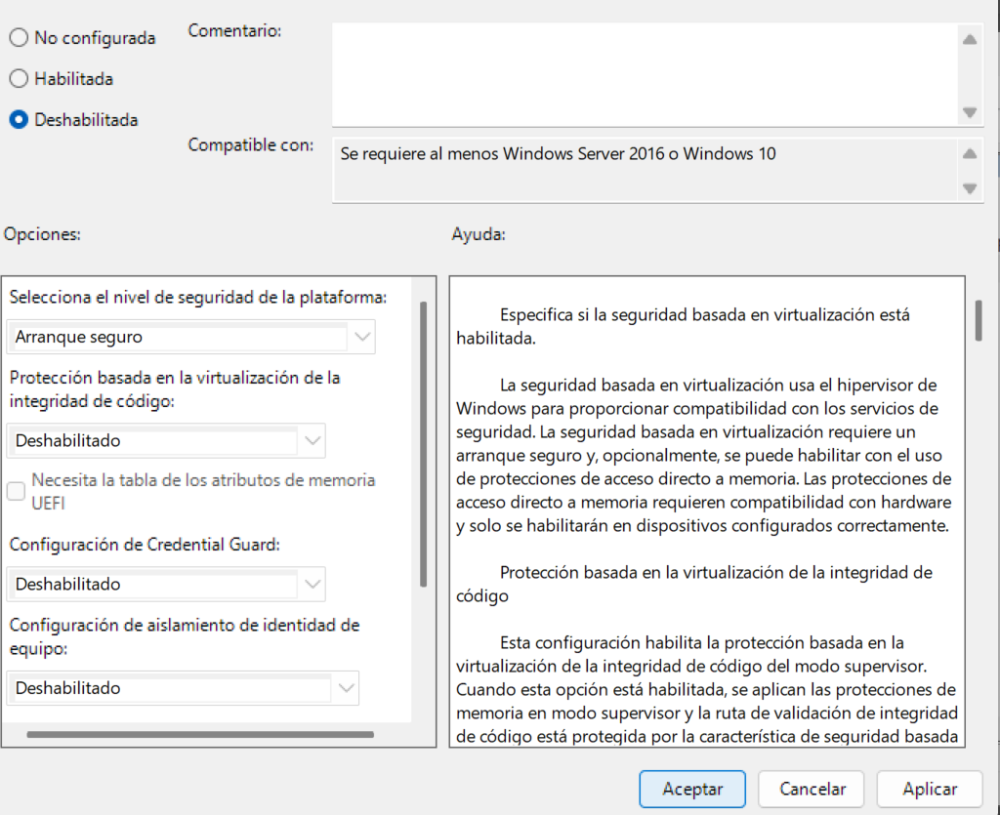 No configurada
Habilitada
Deshabilitada
Comentario:
Compatible con:
Se requiere al menos Windows Server 2016 o Windows 10
Opciones:
Selecciona el nivel de seguridad de la plataforma:
Arranque seguro
Protección basada en la virtualización de la
integridad de código:
Deshabilitado
Necesita la tabla de los atributos de memoria
UEFI
Configuración de Credential Guard:
Deshabilitado
Configuración de aislamiento de identidad de
equipo:
Deshabilitado
Ayuda:
Especifica si la seguridad basada en virtualización está
habilitada.
La seguridad basada en virtualización usa el hipervisor de
Windows para proporcionar compatibilidad con los servicios de
seguridad. La seguridad basada en virtualización requiere un
arranque seguro y, opcionalmente, se puede habilitar con el uso
de protecciones de acceso directo a memoria. Las protecciones de
acceso directo a memoria requieren compatibilidad con hardware
y solo se habilitarán en dispositivos configurados correctamente.
Protección basada en la virtualización de la integridad de
código
Esta configuración habilita la protección basada en la
virtualización de la integridad de código del modo supervisor.
Cuando esta opción está habilitada, se aplican las protecciones de
memoria en modo supervisor y la ruta de validación de integridad
de código está protegida por la característica de seguridad basada
Aceptar
Cancelar
Aplicar